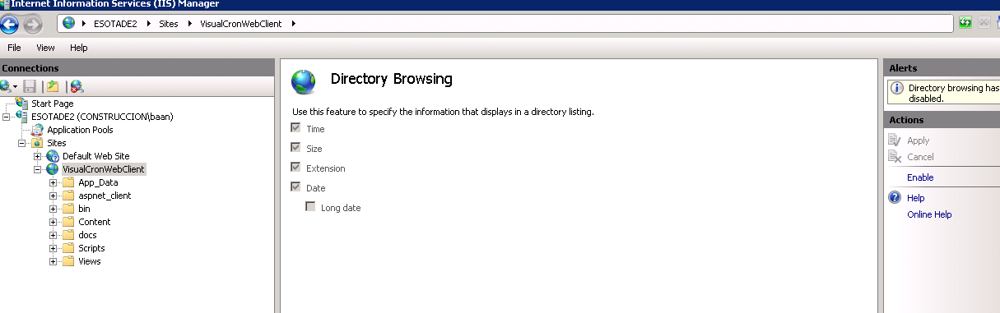 Internet Information Services (IIS) Manager
ESOTADE2 Sites VisualCronWebClient
File View Help
Connections
Start Page
ESOTADE2 (CONSTRUCCION\baan)
Application Pools
Sites
Default Web Site
VisualCronWebClient
App_Data
aspnet_client
bin
Content
docs
Scripts
Views
Directory Browsing
Use this feature to specify the information that displays in a directory listing.
Time
Size
Extension
Date
Long date
Alerts
Directory browsing has
disabled.
Actions
Apply
Cancel
Enable
Help
Online Help